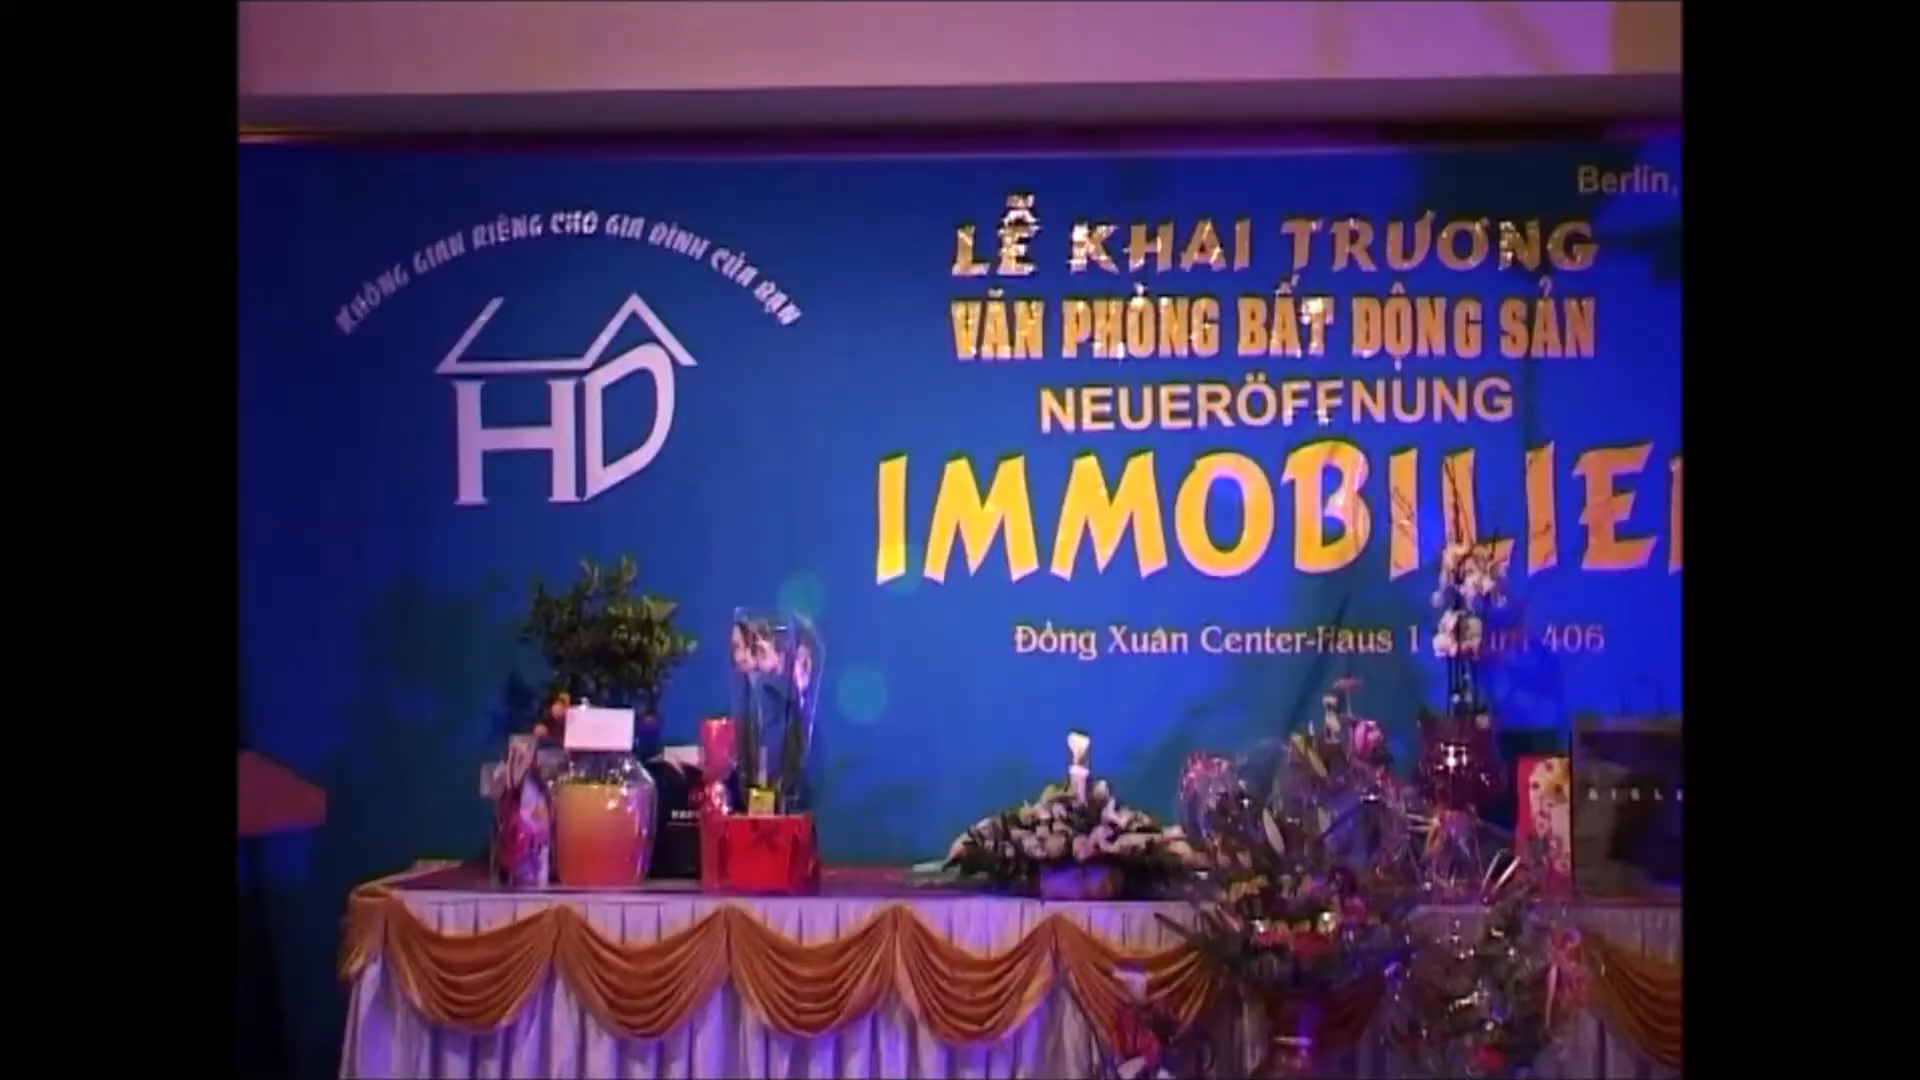 Berlin,
KHÔNG GIAN RIÊNG CHO GIA ĐÌNH CỦA BẠN
HD
LỄ KHAI TRƯƠNG
VĂN PHÒNG BẤT ĐỘNG SẢN
NEUERÖFFNUNG
IMMOBILIE
Đồng Xuân Center-Haus 1 406